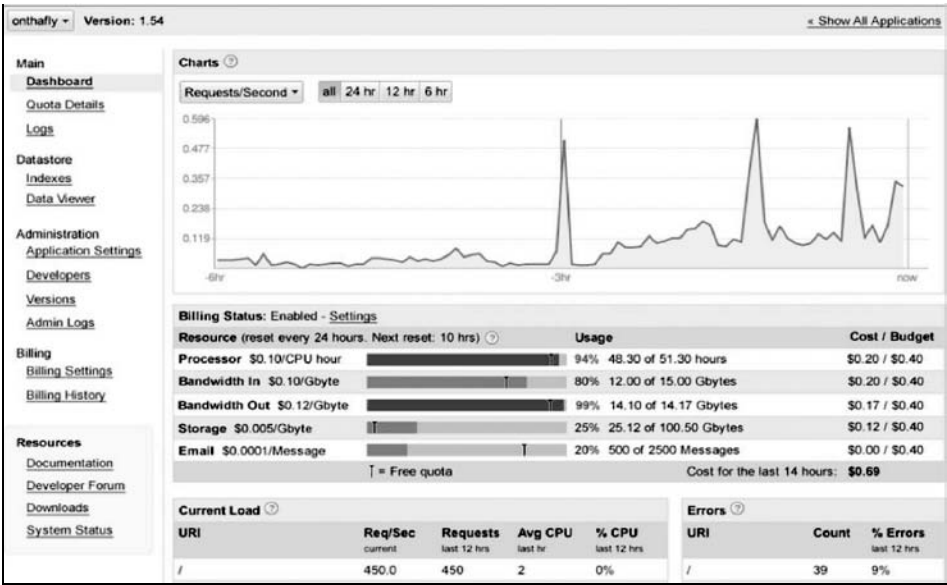 onthafly Version: 1.54 « Show All Applications
Main
Dashboard
Quota Details
Logs
Datastore
Indexes
Data Viewer
Administration
Application Settings
Developers
Versions
Admin Logs
Billing
Billing Settings
Billing History
Resources
Documentation
Developer Forum
Downloads
System Status
Charts ?
Requests/Second all 24 hr 12 hr 6 hr
0.596
0.477
0.357
0.238
0.119
-6hr -3hr now
Billing Status: Enabled - Settings
Resource (reset every 24 hours. Next reset: 10 hrs) ? Usage Cost / Budget
Processor $0.10/CPU hour 94% 48.30 of 51.30 hours $0.20 / $0.40
Bandwidth In $0.10/Gbyte 80% 12.00 of 15.00 Gbytes $0.20 / $0.40
Bandwidth Out $0.12/Gbyte 99% 14.10 of 14.17 Gbytes $0.17 / $0.40
Storage $0.005/Gbyte 25% 25.12 of 100.50 Gbytes $0.12 / $0.40
Email $0.0001/Message 20% 500 of 2500 Messages $0.00 / $0.40
= Free quota Cost for the last 14 hours: $0.69
Current Load ?
URI Req/Sec Requests Avg CPU % CPU
current last 12 hrs last hr last 12 hrs
/ 450.0 450 2 0%
Errors ?
URI Count % Errors
last 12 hrs
/ 39 9%